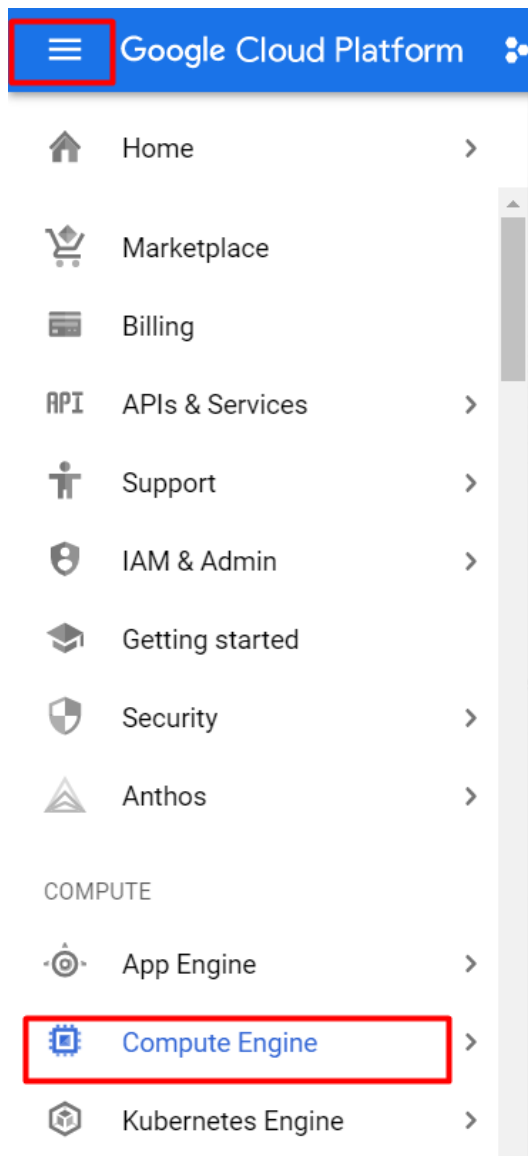 Google Cloud Platform
Home
Marketplace
Billing
API APIs & Services
Support
IAM & Admin
Getting started
Security
Anthos
COMPUTE
App Engine
Compute Engine
Kubernetes Engine